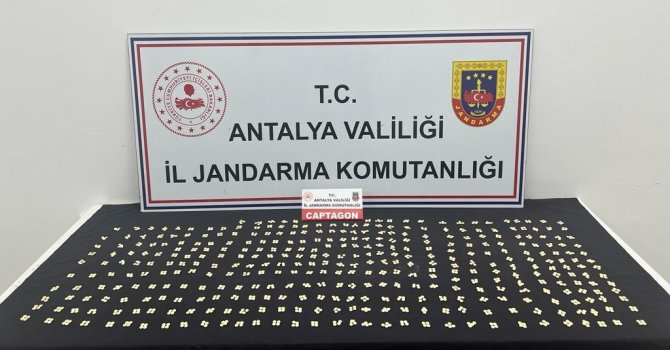 T.C.
ANTALYA VALİLİĞİ
İL JANDARMA KOMUTANLIĞI
JANDARMA
T.C.
ANTALYA VALİLİĞİ
İL JANDARMA KOMUTANLIĞI
CAPTAGON